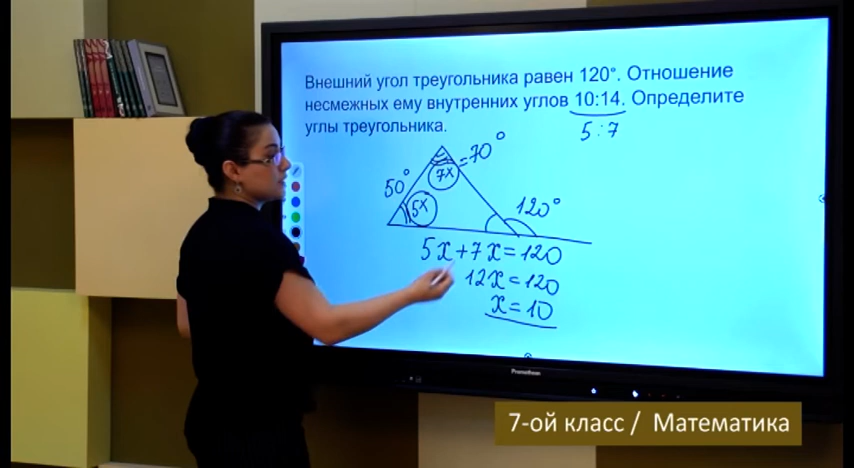 Внешний угол треугольника равен 120°. Отношение
несмежных ему внутренних углов 10:14. Определите
углы треугольника.
5:7
7x = 70°
50°
5x
120°
5x+7x=120
12x=120
x=10
Promethean
7-ой класс / Математика